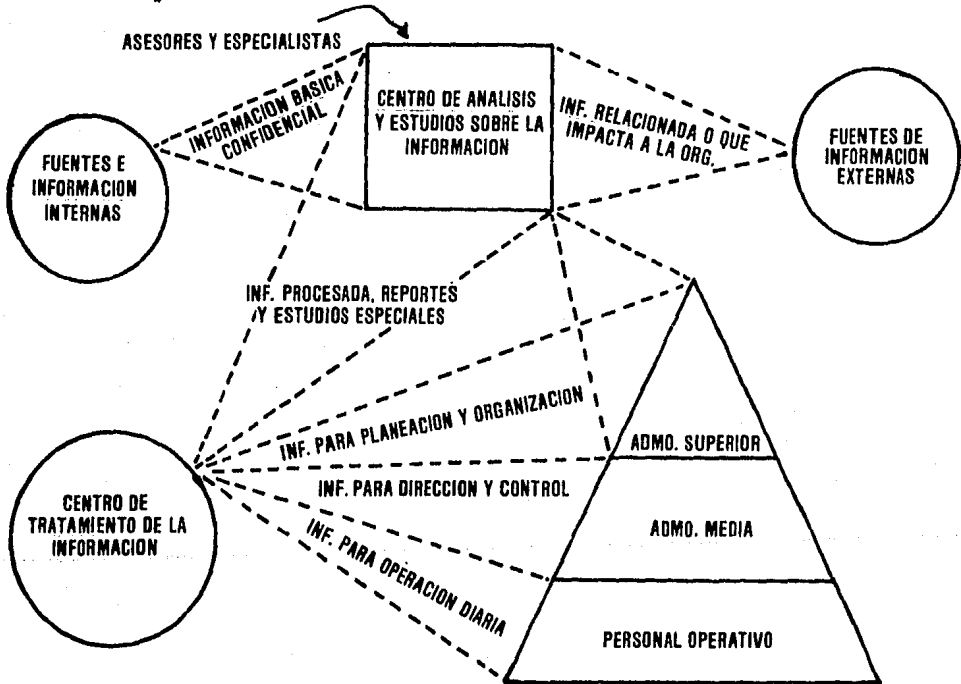 ASESORES Y ESPECIALISTAS
CENTRO DE ANALISIS
Y ESTUDIOS SOBRE LA
INFORMACION
INFORMACION BASICA
CONFIDENCIAL
INF. RELACIONADA O QUE
IMPACTA A LA ORG.
FUENTES E
INFORMACION
INTERNAS
FUENTES DE
INFORMACION
EXTERNAS
INF. PROCESADA, REPORTES
Y ESTUDIOS ESPECIALES
INF. PARA PLANEACION Y ORGANIZACION
ADMO. SUPERIOR
INF. PARA DIRECCION Y CONTROL
CENTRO DE
TRATAMIENTO DE LA
INFORMACION
INF. PARA OPERACION DIARIA
ADMO. MEDIA
PERSONAL OPERATIVO